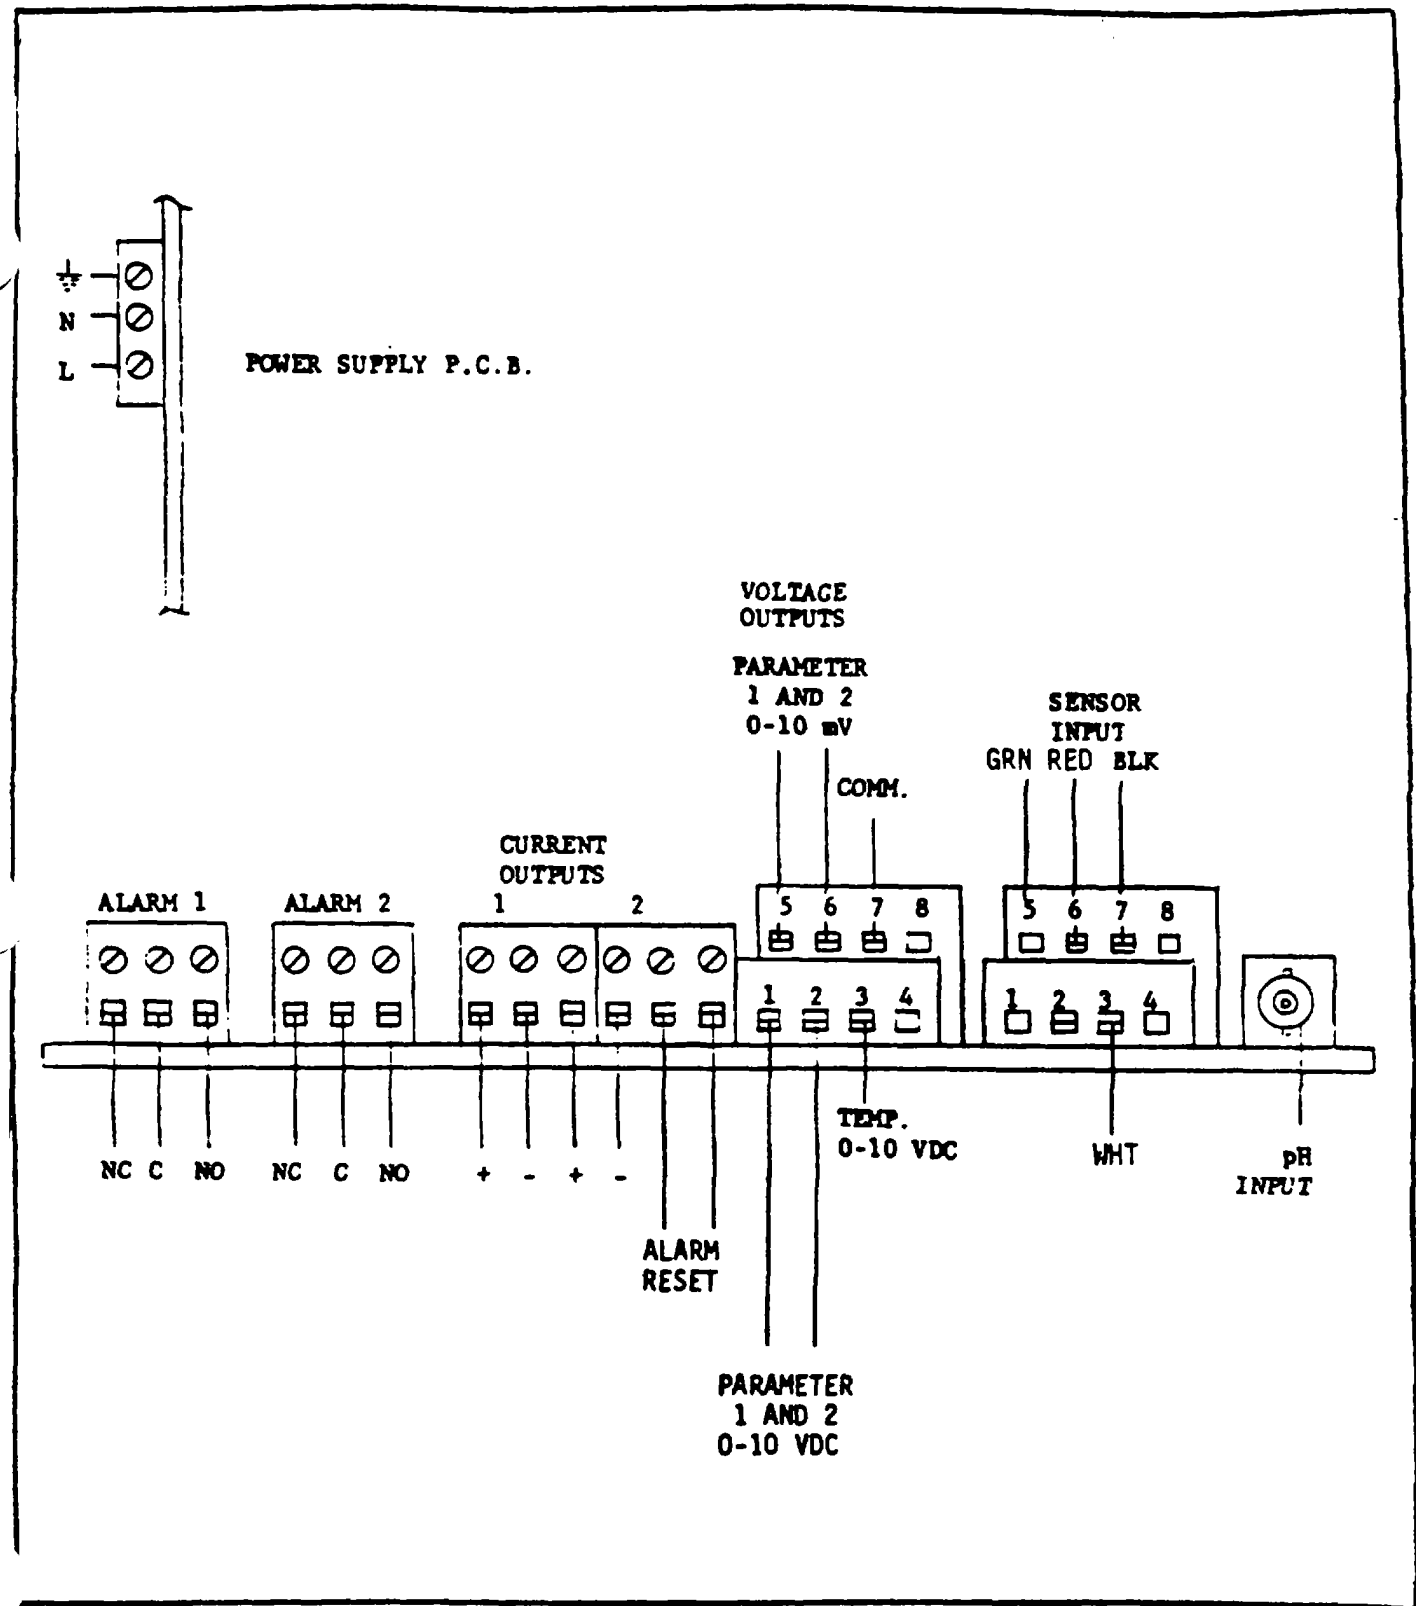 N
L
POWER SUPPLY P.C.B.
VOLTAGE
OUTPUTS
PARAMETER
1 AND 2
0-10 mV
COMM.
SENSOR
INPUT
GRN RED BLK
CURRENT
OUTPUTS
ALARM 1
ALARM 2
1
2
5 6 7 8
5 6 7 8
1 2 3 4
1 2 3 4
NC C NO
NC C NO
+ - + -
TEMP.
0-10 VDC
WHT
pH
INPUT
ALARM
RESET
PARAMETER
1 AND 2
0-10 VDC